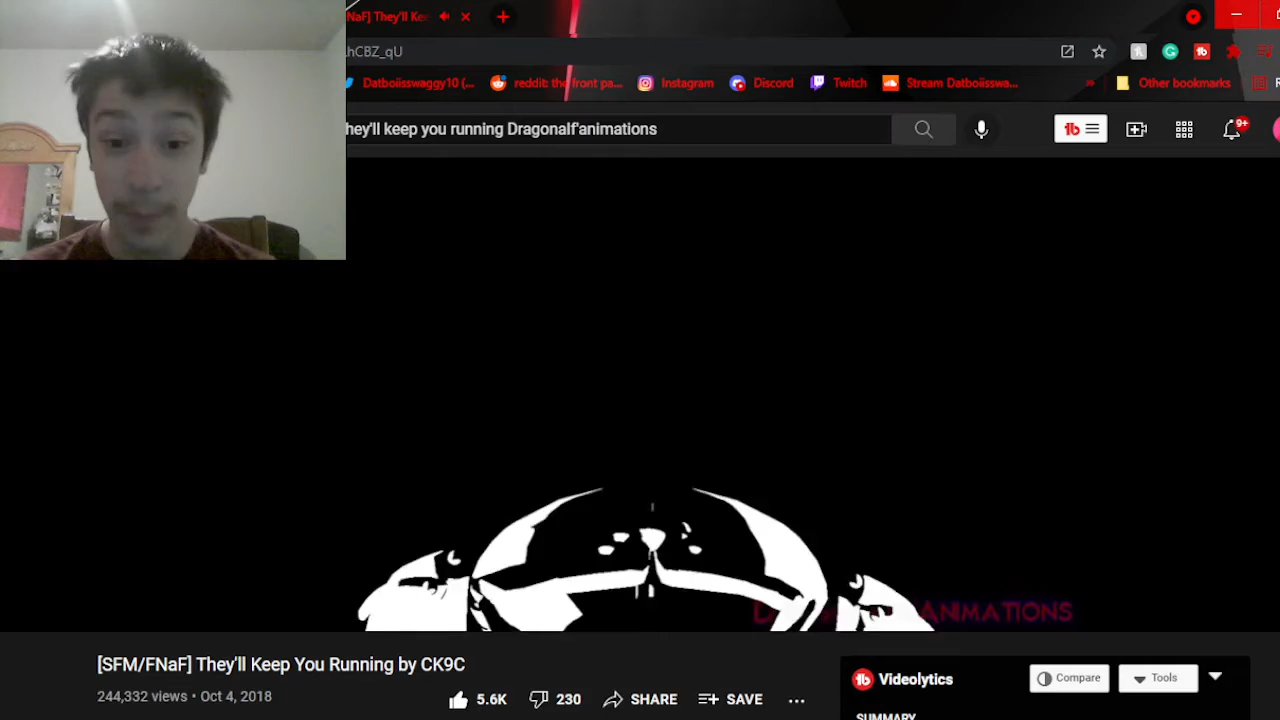 NaF] They'll Kee
hCBZ_qU
Datboiisswaggy10 (...
reddit: the front pa...
Instagram
Discord
Twitch
Stream Datboiisswa...
»
Other bookmarks
R
hey'll keep you running Dragonalf'animations
9+
ANIMATIONS
[SFM/FNaF] They'll Keep You Running by CK9C
244,332 views • Oct 4, 2018
5.6K
230
SHARE
SAVE
...
Videolytics
Compare
Tools
SUMMARY